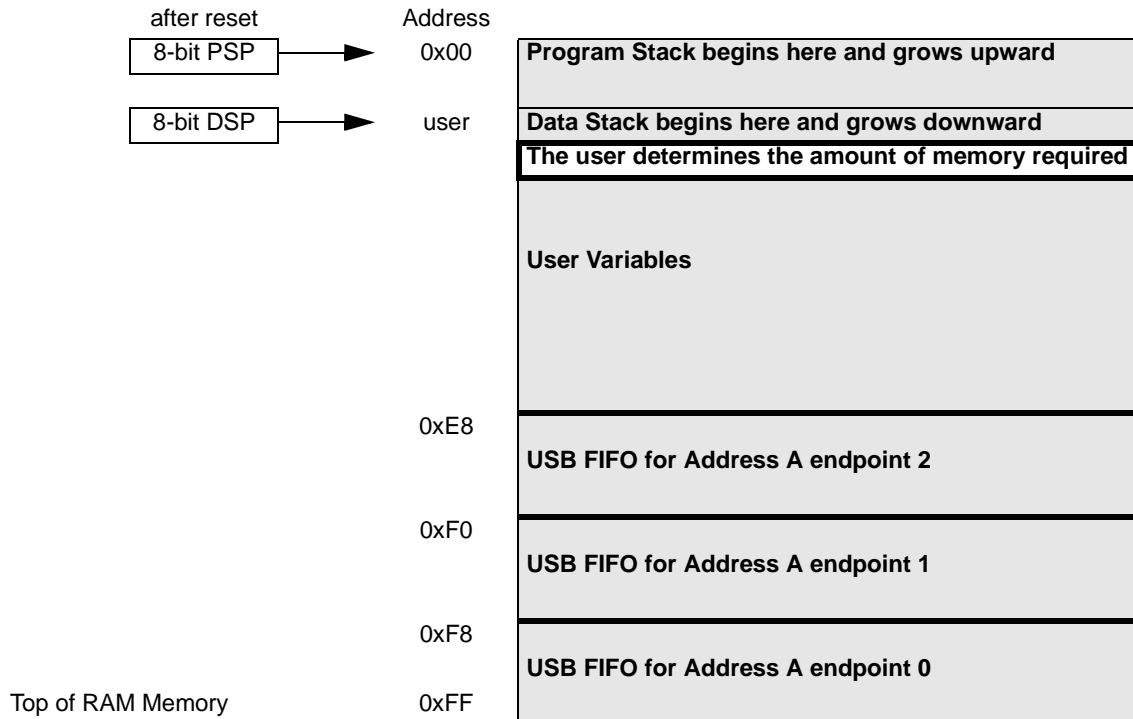 after reset Address
8-bit PSP 0x00 Program Stack begins here and grows upward
8-bit DSP user Data Stack begins here and grows downward
The user determines the amount of memory required
User Variables
0xE8
USB FIFO for Address A endpoint 2
0xF0
USB FIFO for Address A endpoint 1
0xF8
USB FIFO for Address A endpoint 0
Top of RAM Memory 0xFF